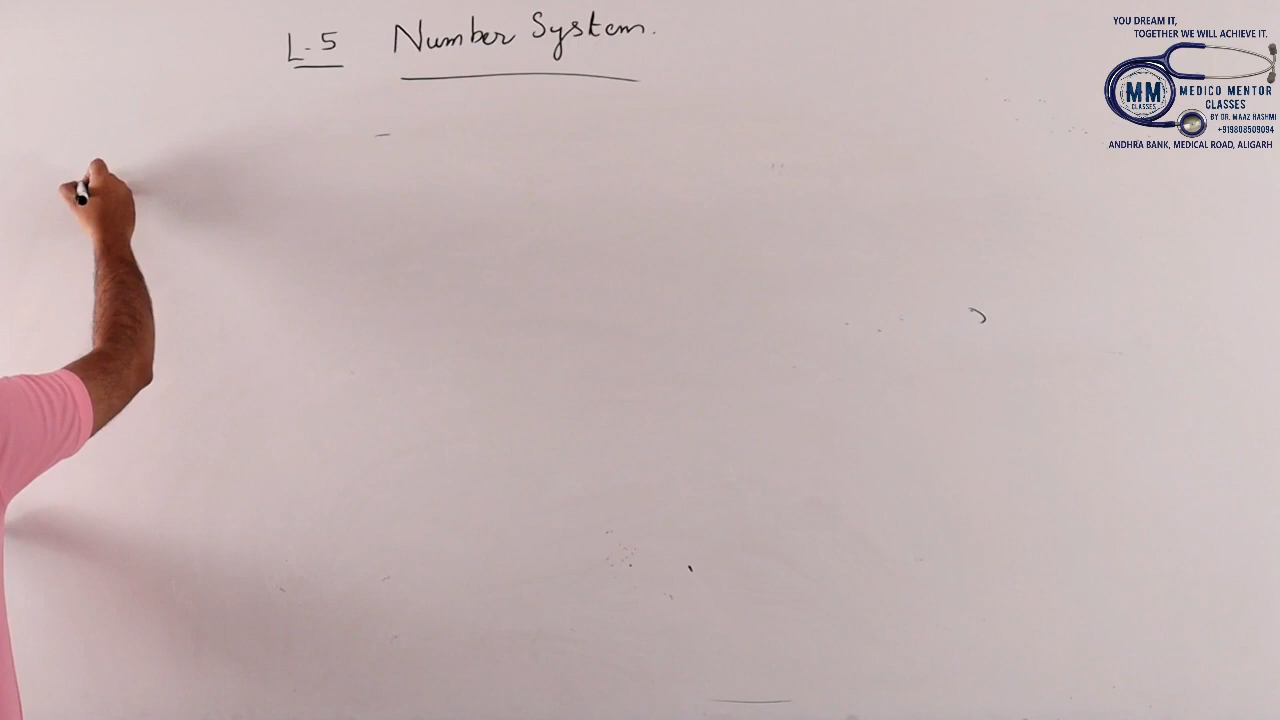 L-5 Number System.
YOU DREAM IT,
TOGETHER WE WILL ACHIEVE IT.
MM
CLASSES
MEDICO MENTOR
CLASSES
BY DR. MAAZ HASHMI
+919808509094
ANDHRA BANK, MEDICAL ROAD, ALIGARH